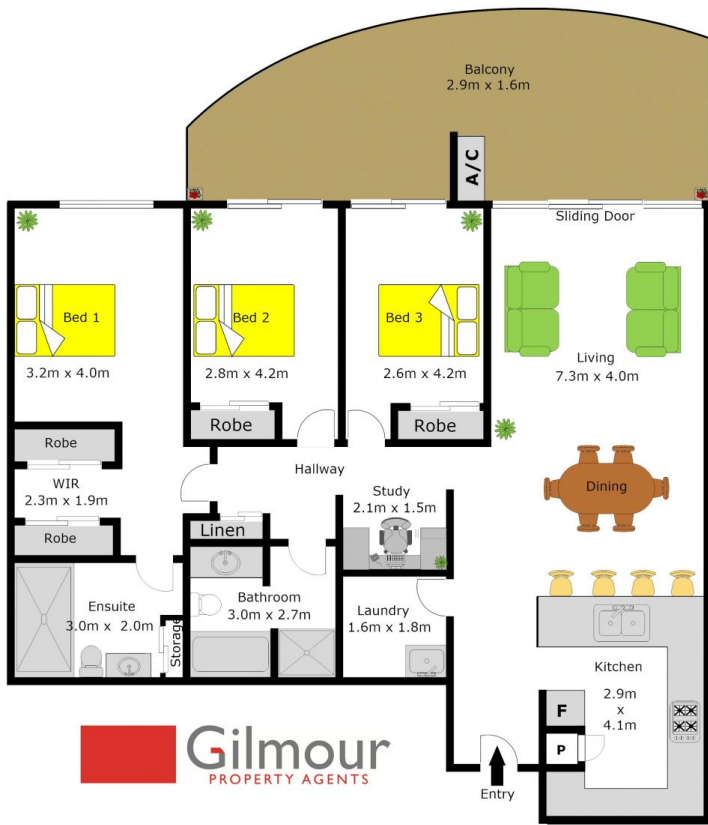 Balcony
2.9m x 1.6m
A/C
Sliding Door
Bed 1
3.2m x 4.0m
Bed 2
2.8m x 4.2m
Bed 3
2.6m x 4.2m
Living
7.3m x 4.0m
Robe
Robe
Robe
WIR
2.3m x 1.9m
Robe
Hallway
Study
2.1m x 1.5m
Dining
Linen
Ensuite
3.0m x 2.0m
Storage
Bathroom
3.0m x 2.7m
Laundry
1.6m x 1.8m
Kitchen
2.9m
x
4.1m
F
P
Entry
Gilmour
PROPERTY AGENTS